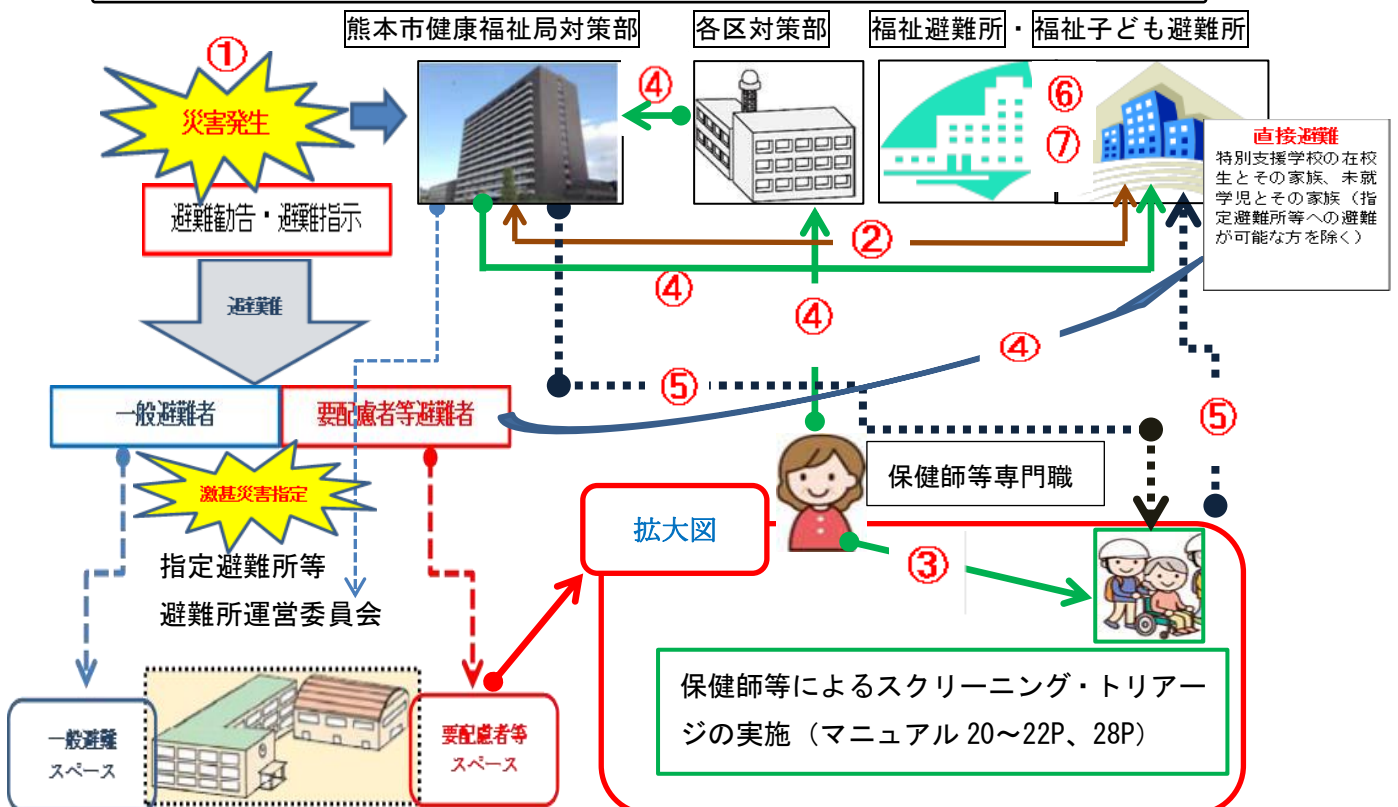 熊本市健康福祉局対策部
各区対策部
福祉避難所・福祉子ども避難所
①
災害発生
④
⑥
⑦
直接避難
特別支援学校の在校
生とその家族、未就
学児とその家族（指
定避難所等への避難
が可能な方を除く）
避難勧告・避難指示
②
④
④
④
避難
⑤
⑤
一般避難者
要配慮者等避難者
激甚災害指定
保健師等専門職
拡大図
③
指定避難所等
避難所運営委員会
保健師等によるスクリーニング・トリアー
ジの実施（マニュアル 20～22P、28P）
一般避難
スペース
要配慮者等
スペース